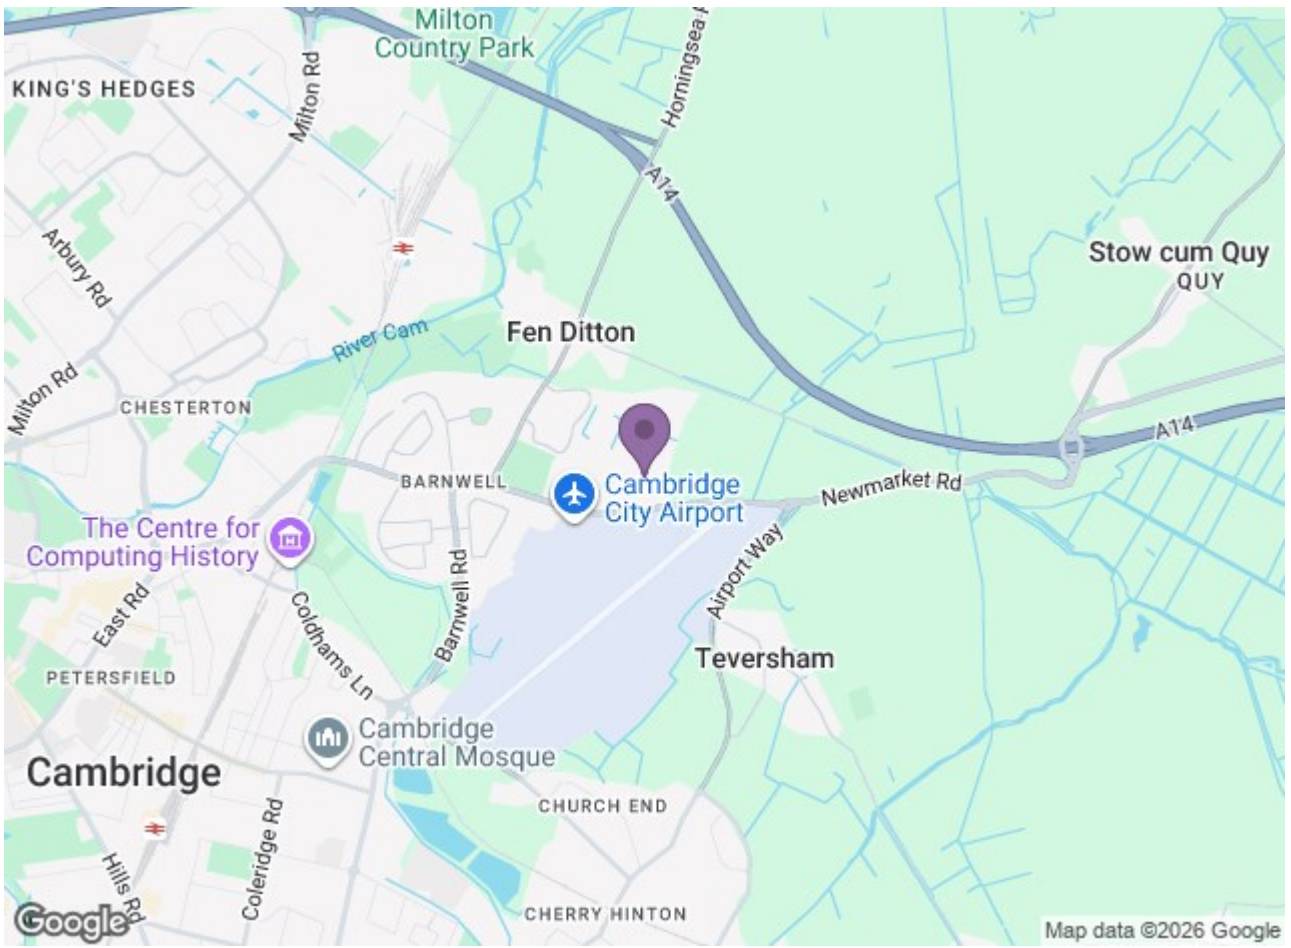 Milton
Country Park
KING'S HEDGES
Milton Rd
Horningsea
A14
Arbury Rd
Stow cum Quy
QUY
River Cam
Fen Ditton
Milton Rd
CHESTERTON
A14
BARNWELL
Cambridge
City Airport
Newmarket Rd
The Centre for
Computing History
Airport Way
East Rd
Barnwell Rd
Coldhams Ln
Teversham
PETERSFIELD
Cambridge
Central Mosque
Cambridge
CHURCH END
Coleridge Rd
Hills Rd
CHERRY HINTON
Google
Map data ©2026 Google